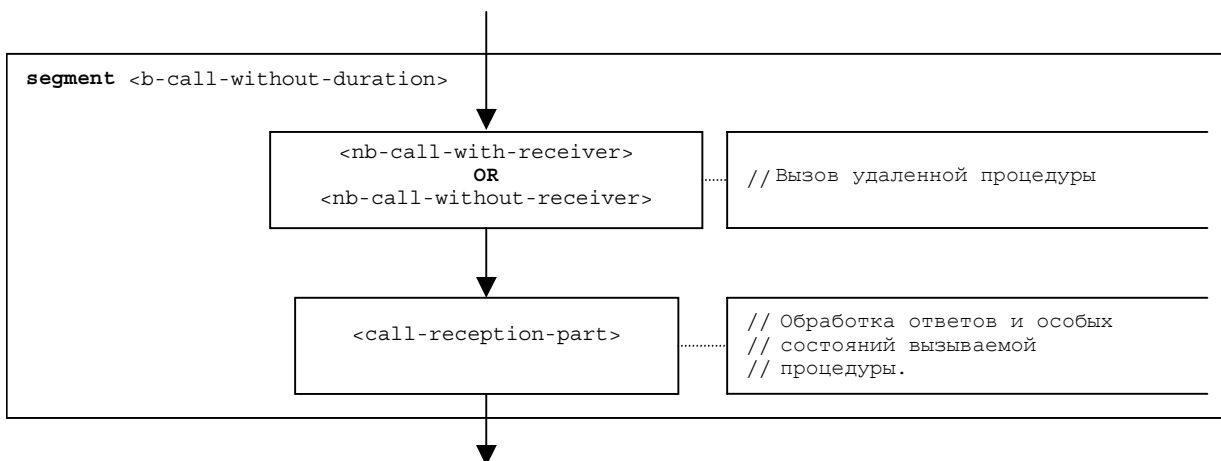 segment <b-call-without-duration>
<nb-call-with-receiver>
OR
<nb-call-without-receiver>
// Вызов удаленной процедуры
<call-reception-part>
// Обработка ответов и особых
// состояний вызываемой
// процедуры.